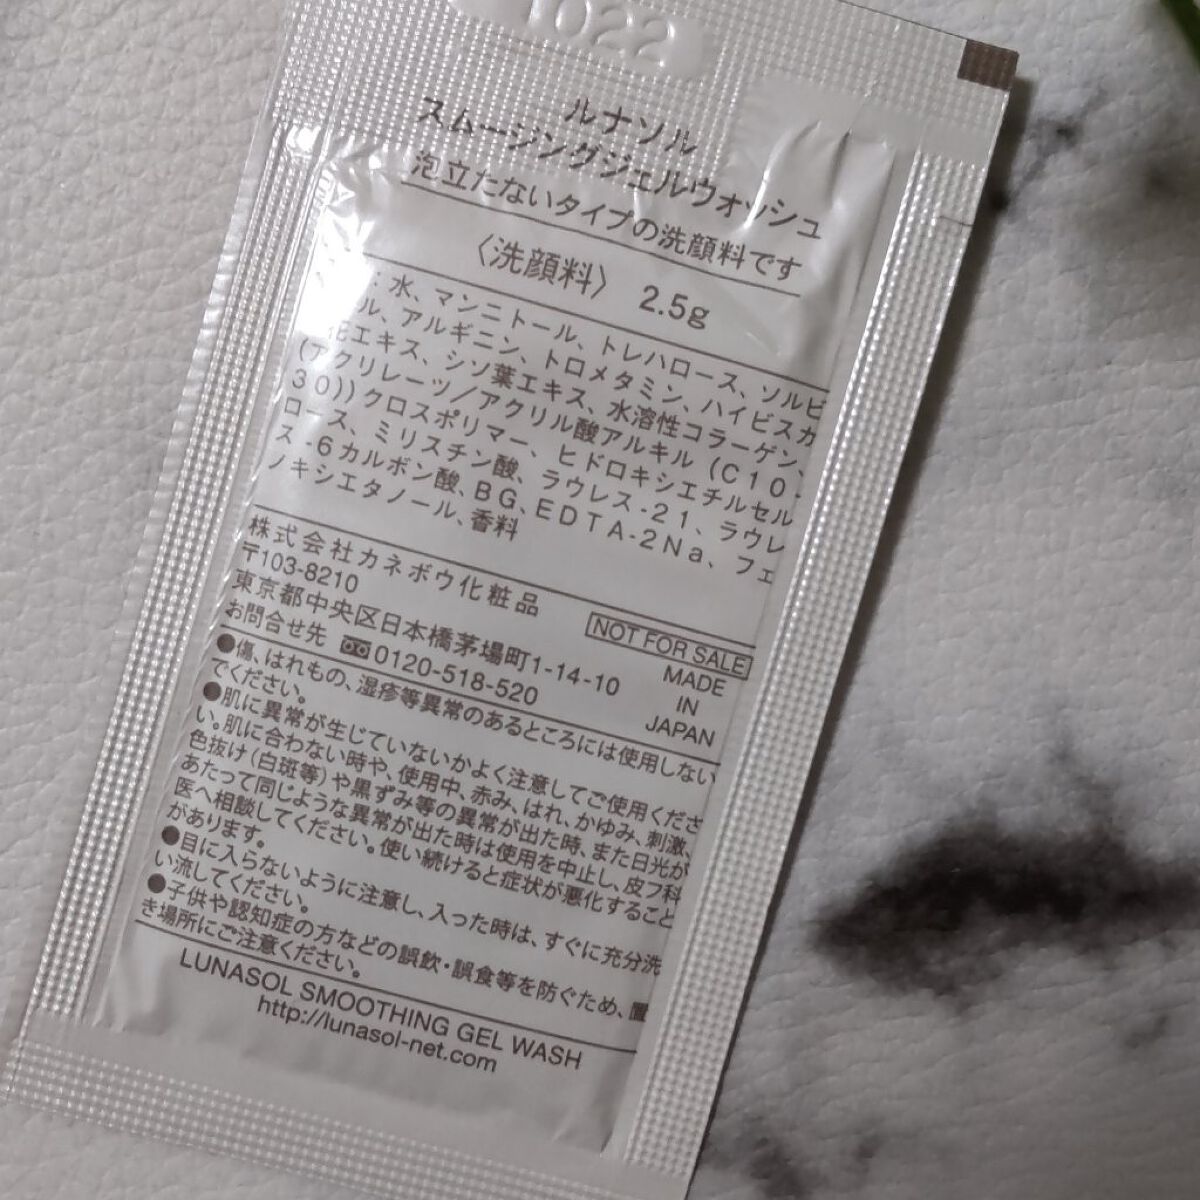 1022
ルナソル
スムージングジェルウォッシュ
泡立たないタイプの洗顔料です
〈洗顔料〉 2.5g
水、マンニトール、トレハロース、ソルビ
ル、アルギニン、トロメタミン、ハイビスカ
花エキス、シソ葉エキス、水溶性コラーゲン、
(アクリレーツ/アクリル酸アルキル(C10-
30))クロスポリマー、ヒドロキシエチルセル
ロース、ミリスチン酸、ラウレス-21、ラウレ
ス-6カルボン酸、BG、EDTA-2Na、フェ
ノキシエタノール、香料
株式会社カネボウ化粧品
〒103-8210
東京都中央区日本橋茅場町1-14-10
お問合せ先 0120-518-520
NOT FOR SALE
MADE
IN
JAPAN
●傷、はれもの、湿疹等異常のあるところには使用しない
でください。
●肌に異常が生じていないかよく注意してご使用くださ
い。肌に合わない時や、使用中、赤み、はれ、かゆみ、刺激、
色抜け(白斑等)や黒ずみ等の異常が出た時、また日光が
あたって同じような異常が出た時は使用を中止し、皮フ科
医へ相談してください。使い続けると症状が悪化すること
があります。
●目に入らないように注意し、入った時は、すぐに充分洗
い流してください。
●子供や認知症の方などの誤飲・誤食等を防ぐため、置
き場所にご注意ください。
LUNASOL SMOOTHING GEL WASH
http://lunasol-net.com